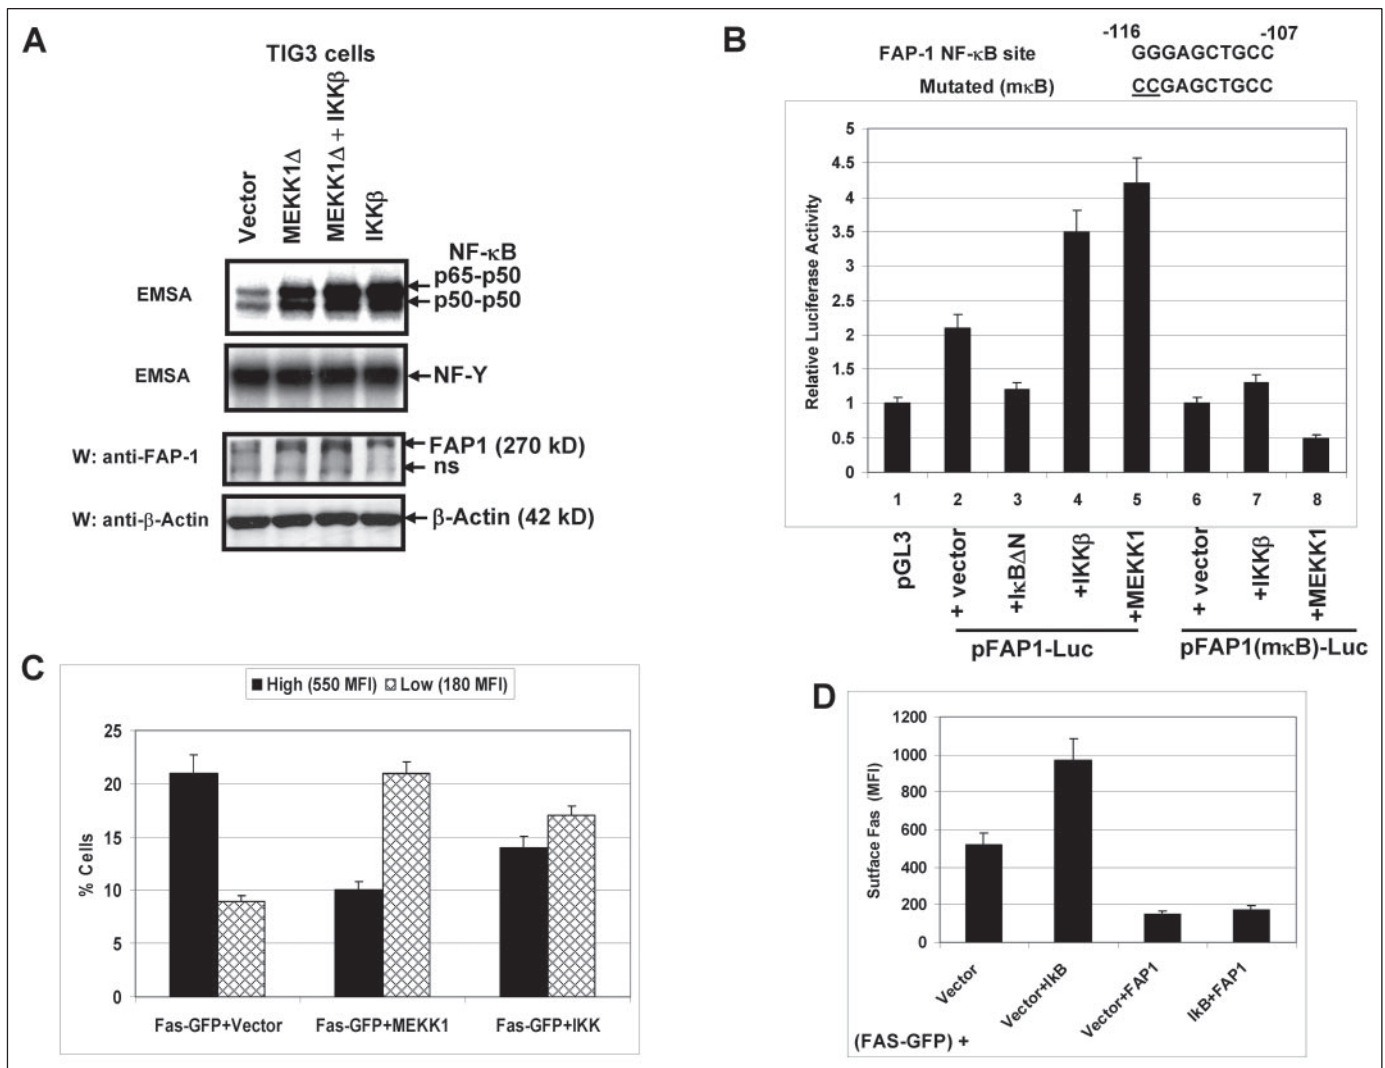 A
TIG3 cells
Vector
MEKK1Δ
MEKK1Δ + IKKβ
IKKβ
NF-κB
EMSA
p65-p50
p50-p50
EMSA
NF-Y
W: anti-FAP-1
FAP1 (270 kD)
ns
W: anti-β-Actin
β-Actin (42 kD)
B
-116 -107
FAP-1 NF-κB site GGGAGCTGCC
Mutated (mκB) CCGAGCTGCC
Relative Luciferase Activity
5
4.5
4
3.5
3
2.5
2
1.5
1
0.5
0
1 2 3 4 5 6 7 8
pGL3
+ vector
+IκBΔN
+IKKβ
+MEKK1
+ vector
+IKKβ
+MEKK1
pFAP1-Luc
pFAP1(mκB)-Luc
C
High (550 MFI) Low (180 MFI)
% Cells
25
20
15
10
5
0
Fas-GFP+Vector Fas-GFP+MEKK1 Fas-GFP+IKK
D
Sutface Fas (MFI)
1200
1000
800
600
400
200
0
Vector
Vector+IkB
Vector+FAP1
IkB+FAP1
(FAS-GFP) +